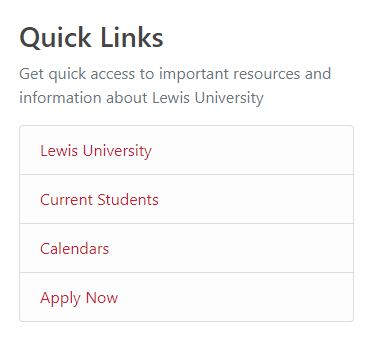 Quick Links
Get quick access to important resources and
information about Lewis University
Lewis University
Current Students
Calendars
Apply Now